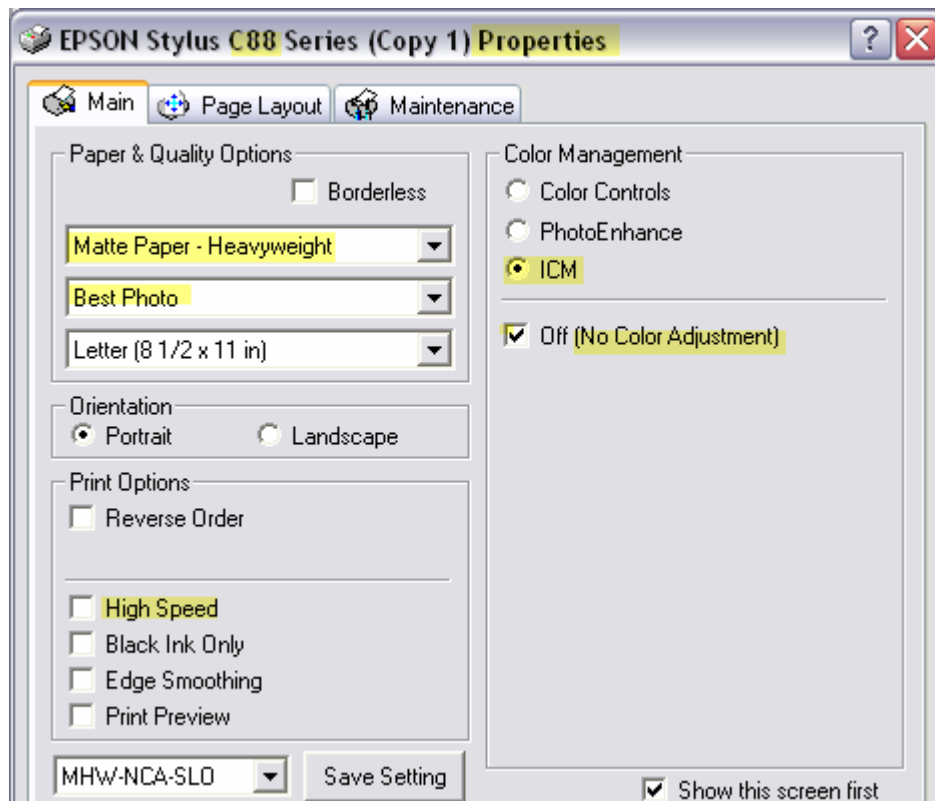 EPSON Stylus C88 Series (Copy 1) Properties
Main Page Layout Maintenance
Paper & Quality Options
Borderless
Matte Paper - Heavyweight
Best Photo
Letter (8 1/2 x 11 in)
Orientation
Portrait Landscape
Print Options
Reverse Order
High Speed
Black Ink Only
Edge Smoothing
Print Preview
MHW-NCA-SLO Save Setting
Color Management
Color Controls
PhotoEnhance
ICM
Off (No Color Adjustment)
Show this screen first